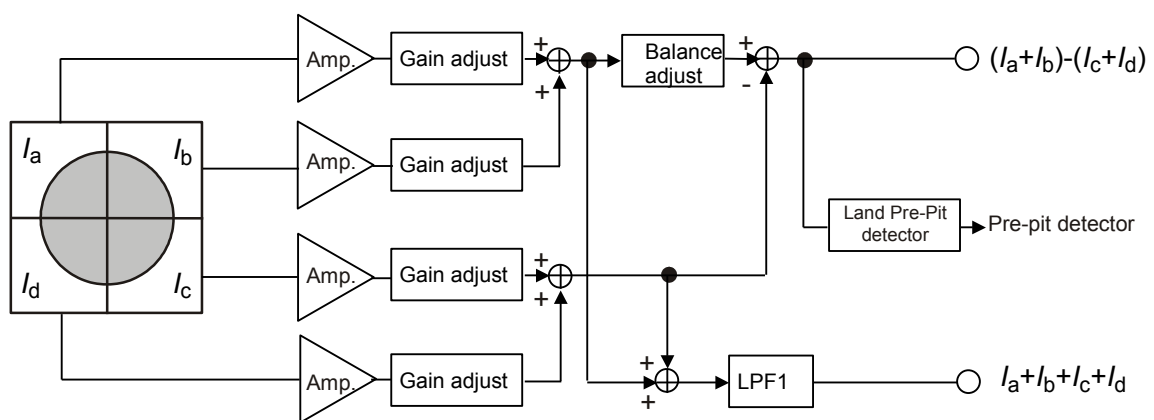 Amp.
Gain adjust
+
+
Balance
adjust
+
-
(Ia+Ib)-(Ic+Id)
Ia
Ib
Amp.
Gain adjust
Land Pre-Pit
detector
Pre-pit detector
Id
Ic
Amp.
Gain adjust
+
+
Amp.
Gain adjust
+
+
LPF1
Ia+Ib+Ic+Id